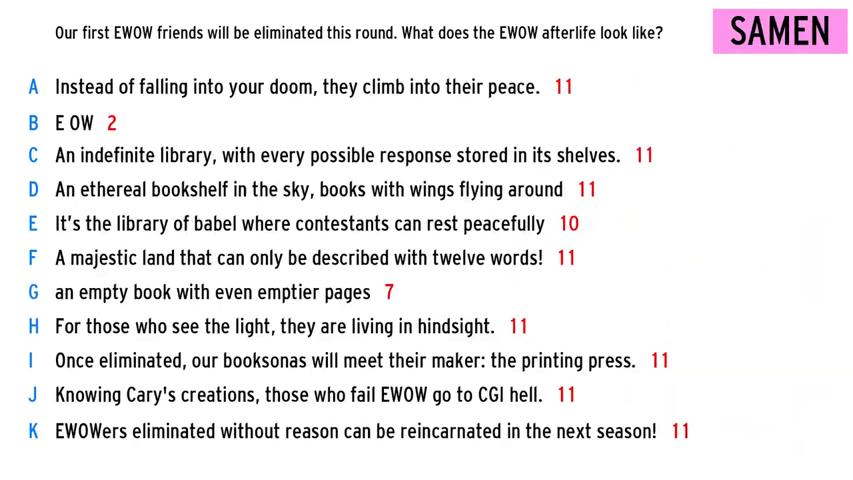 Our first EWOW friends will be eliminated this round. What does the EWOW afterlife look like?
SAMEN
A Instead of falling into your doom, they climb into their peace. 11
B E OW 2
C An indefinite library, with every possible response stored in its shelves. 11
D An ethereal bookshelf in the sky, books with wings flying around 11
E It's the library of babel where contestants can rest peacefully 10
F A majestic land that can only be described with twelve words! 11
G an empty book with even emptier pages 7
H For those who see the light, they are living in hindsight. 11
I Once eliminated, our booksonas will meet their maker: the printing press. 11
J Knowing Cary's creations, those who fail EWOW go to CGI hell. 11
K EWOWers eliminated without reason can be reincarnated in the next season! 11